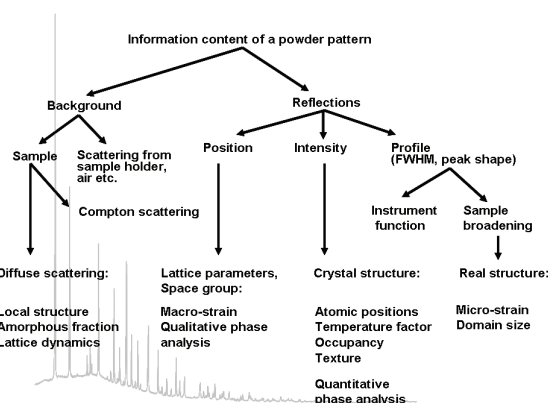 Information content of a powder pattern
Background
Reflections
Sample
Scattering from
sample holder,
air etc.
Position
Intensity
Profile
(FWHM, peak shape)
Compton scattering
Instrument
function
Sample
broadening
Diffuse scattering:
Local structure
Amorphous fraction
Lattice dynamics
Lattice parameters,
Space group:
Macro-strain
Qualitative phase
analysis
Crystal structure:
Atomic positions
Temperature factor
Occupancy
Texture
Quantitative
phase analysis
Real structure:
Micro-strain
Domain size